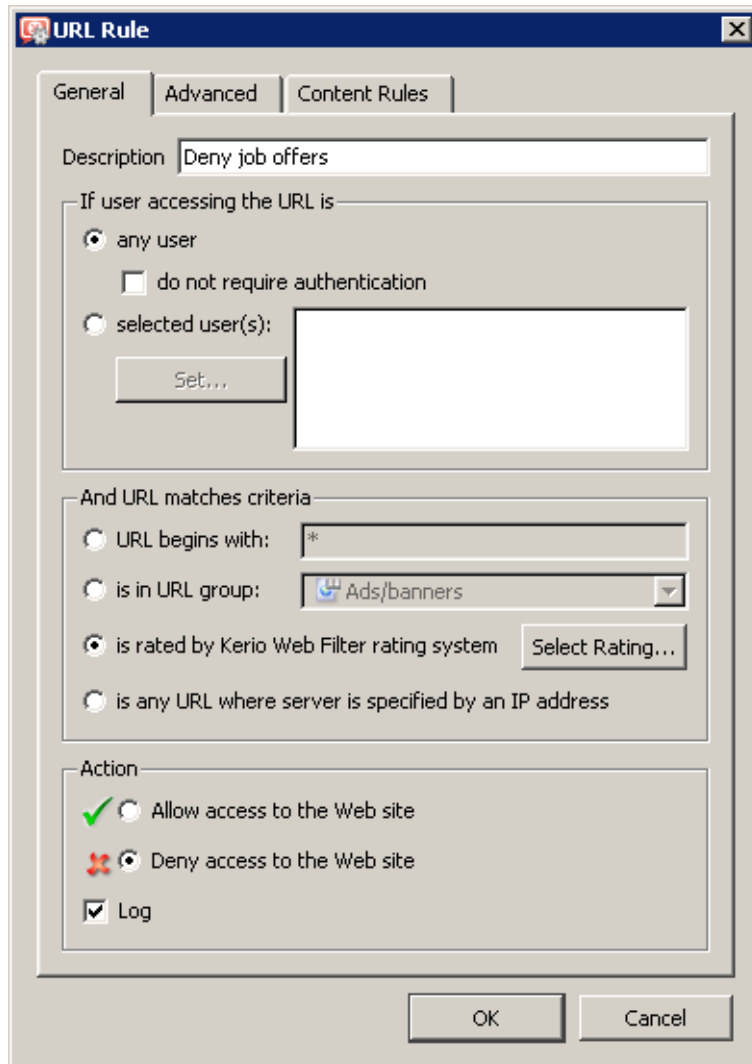 URL Rule
General Advanced Content Rules
Description Deny job offers
If user accessing the URL is
any user
do not require authentication
selected user(s):
Set...
And URL matches criteria
URL begins with: *
is in URL group: Ads/banners
is rated by Kerio Web Filter rating system Select Rating...
is any URL where server is specified by an IP address
Action
Allow access to the Web site
Deny access to the Web site
Log
OK Cancel